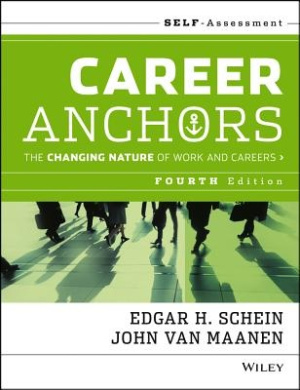 SELF-Assessment
CAREER
ANCHORS
THE CHANGING NATURE OF WORK AND CAREERS >
FOURTH Edition
EDGAR H. SCHEIN
JOHN VAN MAANEN
WILEY